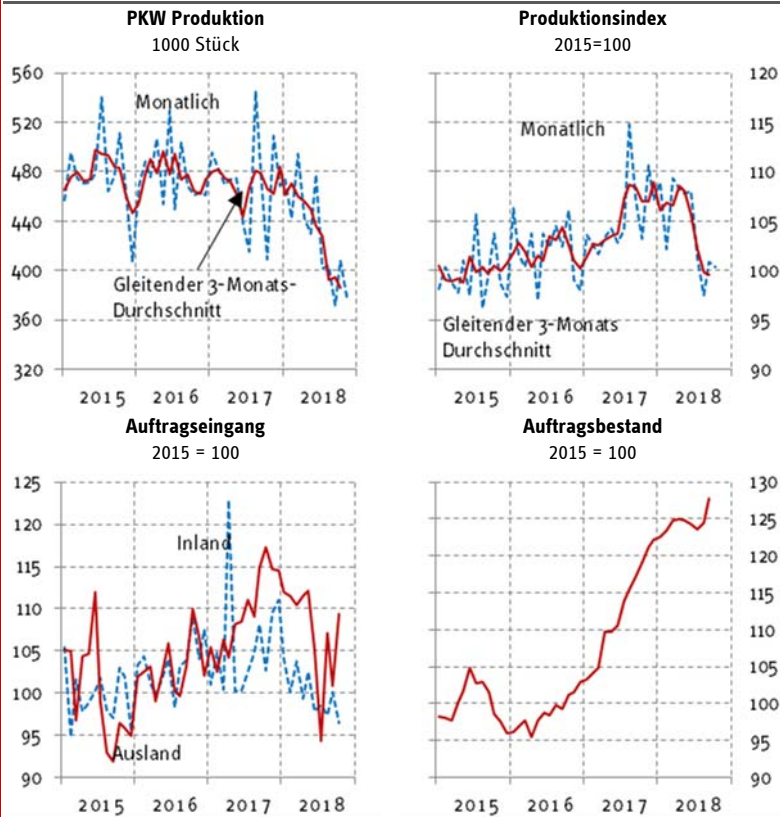 PKW Produktion
1000 Stück
560
520
480
440
400
360
320
Monatlich
Gleitender 3-Monats-
Durchschnitt
2015 2016 2017 2018
Produktionsindex
2015=100
120
115
110
105
100
95
90
Monatlich
Gleitender 3-Monats
Durchschnitt
2015 2016 2017 2018
Auftragseingang
2015 = 100
125
120
115
110
105
100
95
90
Inland
Ausland
2015 2016 2017 2018
Auftragsbestand
2015 = 100
130
125
120
115
110
105
100
95
90
2015 2016 2017 2018